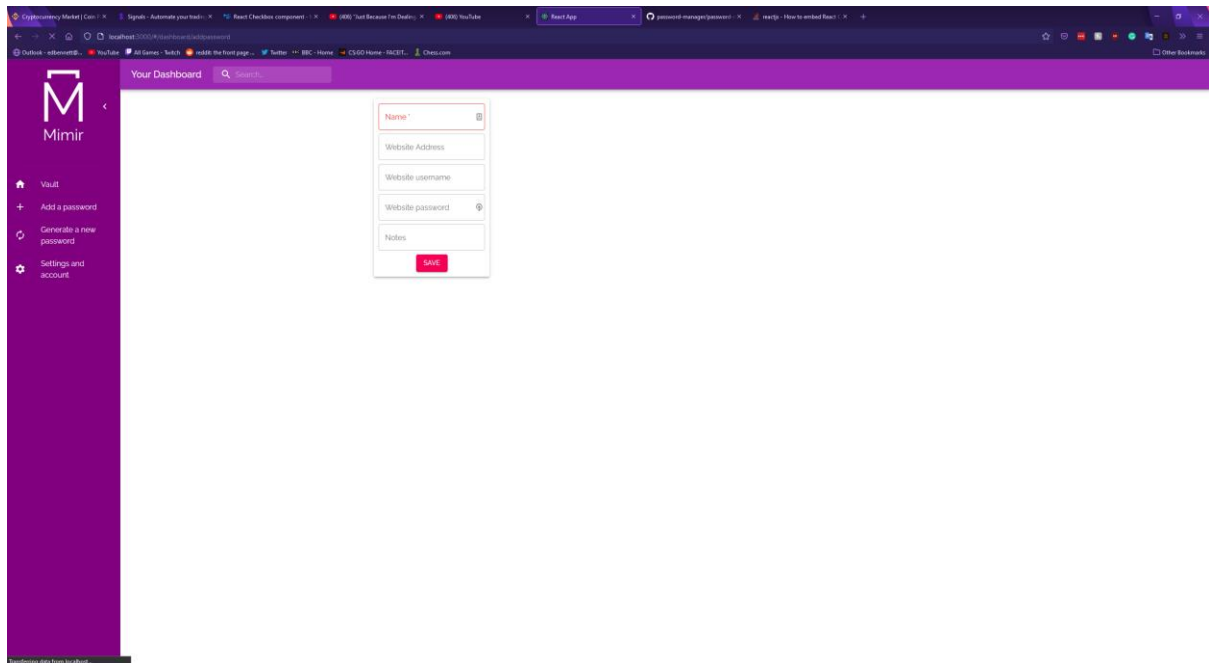 Cryptocurrency Market | Coin
Signals - Automate your trading
React Checkbox component -
(406) "Just Because I'm Dealing
(406) YouTube
React App
password-manager/password-
reactjs - How to embed React
localhost:3000/#/dashboard/addpassword
YouTube
All Games - Twitch
reddit: the front page...
Twitter
BBC - Home
CS:GO Home - FACEIT...
Chess.com
Other Bookmarks
Your Dashboard
Search...
Mimir
Vault
Add a password
Generate a new
password
Settings and
account
Name *
Website Address
Website username
Website password
Notes
SAVE
Transferring data from localhost...